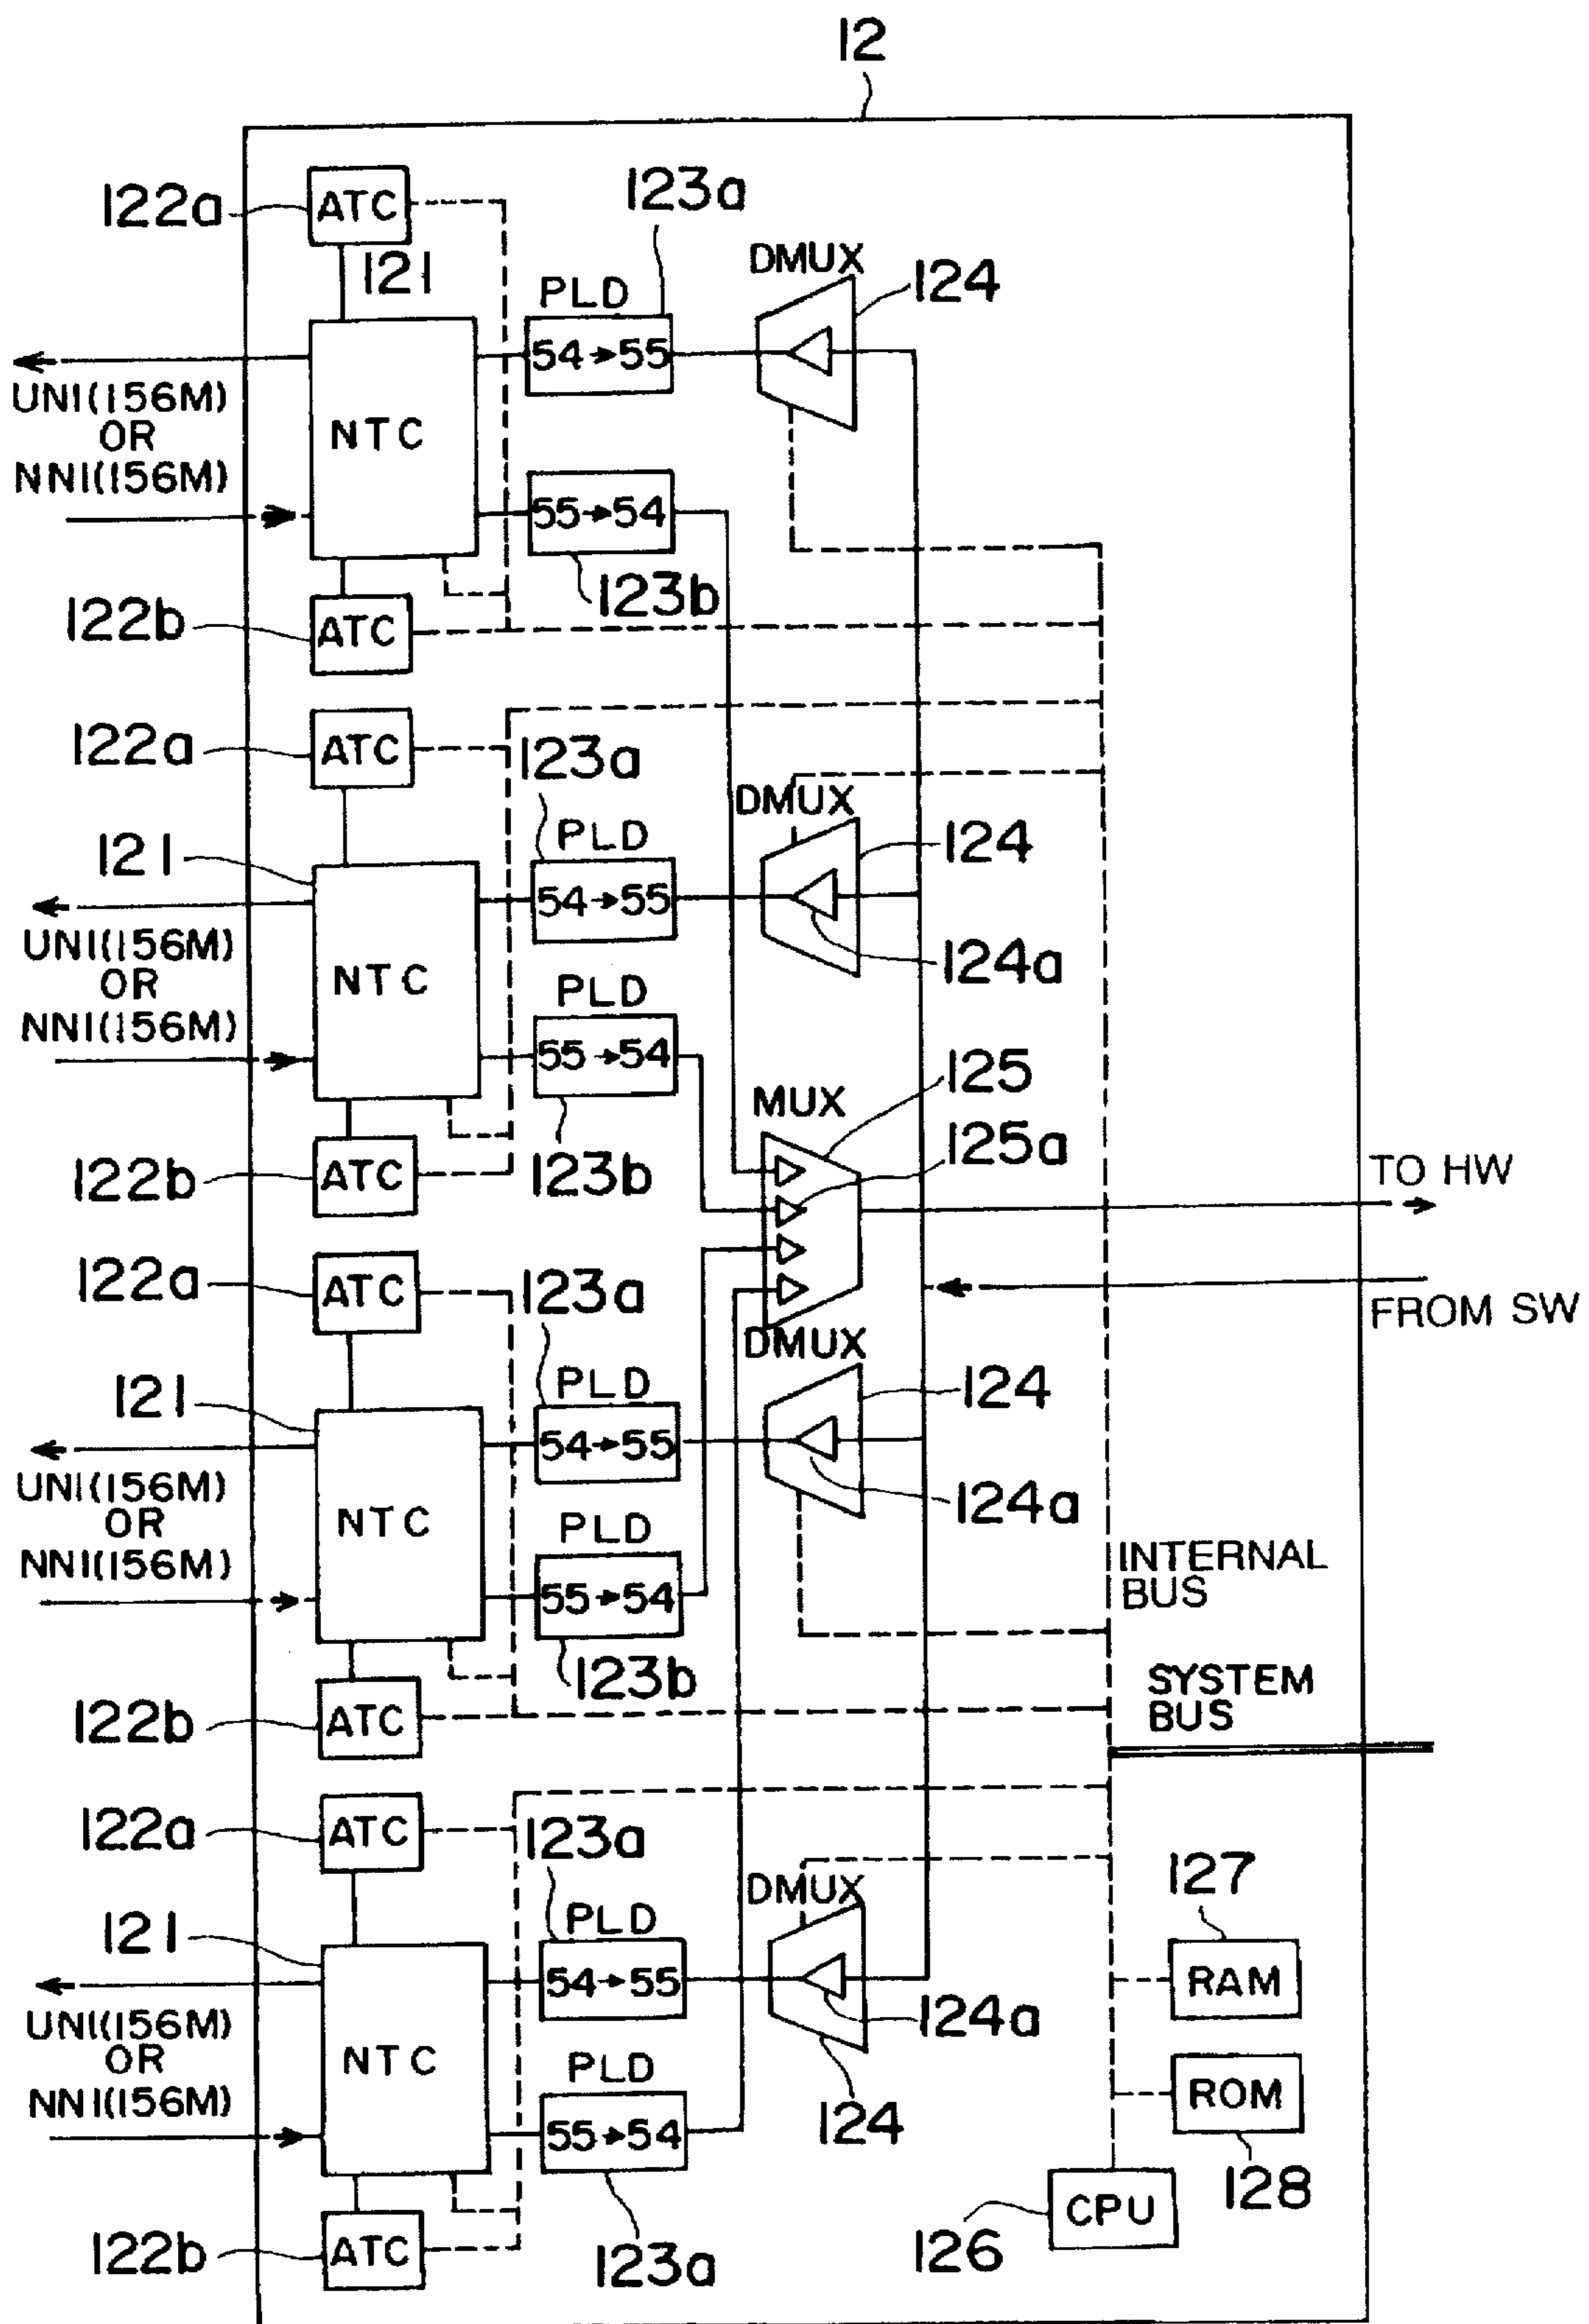 12
122a
ATC
123a
121
DMUX
124
PLD
54→55
UNI(156M)
OR
NNI(156M)
NTC
55→54
123b
122b
ATC
122a
ATC
123a
DMUX
124
121
PLD
54→55
124a
UNI(156M)
OR
NNI(156M)
NTC
PLD
55→54
125
MUX
125a
122b
ATC
123b
TO HW
122a
ATC
123a
FROM SW
DMUX
124
121
PLD
54→55
124a
UNI(156M)
OR
NNI(156M)
NTC
PLD
55→54
INTERNAL
BUS
123b
SYSTEM
BUS
122b
ATC
122a
ATC
123a
127
DMUX
121
PLD
54→55
RAM
124a
UNI(156M)
OR
NNI(156M)
NTC
PLD
55→54
124
ROM
128
CPU
126
122b
ATC
123a